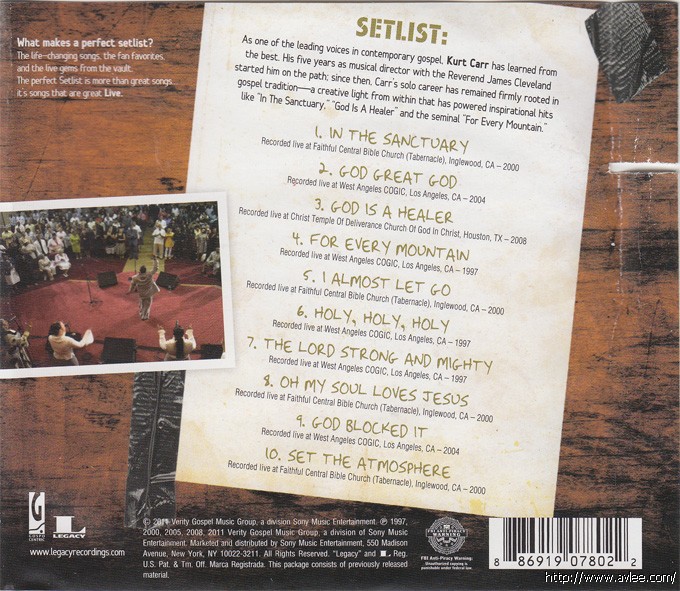 SETLIST:
What makes a perfect setlist?
The life-changing songs, the fan favorites,
and the live gems from the vault.
The perfect Setlist is more than great songs,
it's songs that are great Live.
As one of the leading voices in contemporary gospel, Kurt Carr has learned from
the best. His five years as musical director with the Reverend James Cleveland
started him on the path; since then, Carr's solo career has remained firmly rooted in
gospel tradition—a creative light from within that has powered inspirational hits
like "In The Sanctuary," "God Is A Healer" and the seminal "For Every Mountain."
1. IN THE SANCTUARY
Recorded live at Faithful Central Bible Church (Tabernacle), Inglewood, CA – 2000
2. GOD GREAT GOD
Recorded live at West Angeles COGIC, Los Angeles, CA – 2004
3. GOD IS A HEALER
Recorded live at Christ Temple Of Deliverance Church Of God In Christ, Houston, TX – 2008
4. FOR EVERY MOUNTAIN
Recorded live at West Angeles COGIC, Los Angeles, CA – 1997
5. I ALMOST LET GO
Recorded live at Faithful Central Bible Church (Tabernacle), Inglewood, CA – 2000
6. HOLY, HOLY, HOLY
Recorded live at West Angeles COGIC, Los Angeles, CA – 1997
7. THE LORD STRONG AND MIGHTY
Recorded live at West Angeles COGIC, Los Angeles, CA – 1997
8. OH MY SOUL LOVES JESUS
Recorded live at Faithful Central Bible Church (Tabernacle), Inglewood, CA – 2000
9. GOD BLOCKED IT
Recorded live at West Angeles COGIC, Los Angeles, CA – 2004
10. SET THE ATMOSPHERE
Recorded live at Faithful Central Bible Church (Tabernacle), Inglewood, CA – 2000
GOSPO
CENTRIC
L
LEGACY
www.legacyrecordings.com
© 2011 Verity Gospel Music Group, a division Sony Music Entertainment. ℗ 1997,
2000, 2005, 2008, 2011 Verity Gospel Music Group, a division of Sony Music
Entertainment. Marketed and distributed by Sony Music Entertainment, 550 Madison
Avenue, New York, NY 10022-3211. All Rights Reserved. "Legacy" and L Reg.
U.S. Pat. & Tm. Off. Marca Registrada. This package consists of previously released
material.
FBI ANTI-PIRACY
WARNING
FBI Anti-Piracy Warning:
Unauthorized copying is
punishable under federal law.
8 86919 07802 2
http://www.avlee.com/